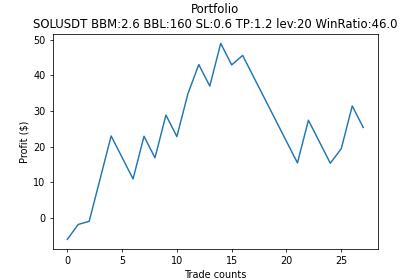 Portfolio
SOLUSDT BBM:2.6 BBL:160 SL:0.6 TP:1.2 lev:20 WinRatio:46.0
50
40
30
20
10
0
Profit ($)
0 5 10 15 20 25
Trade counts